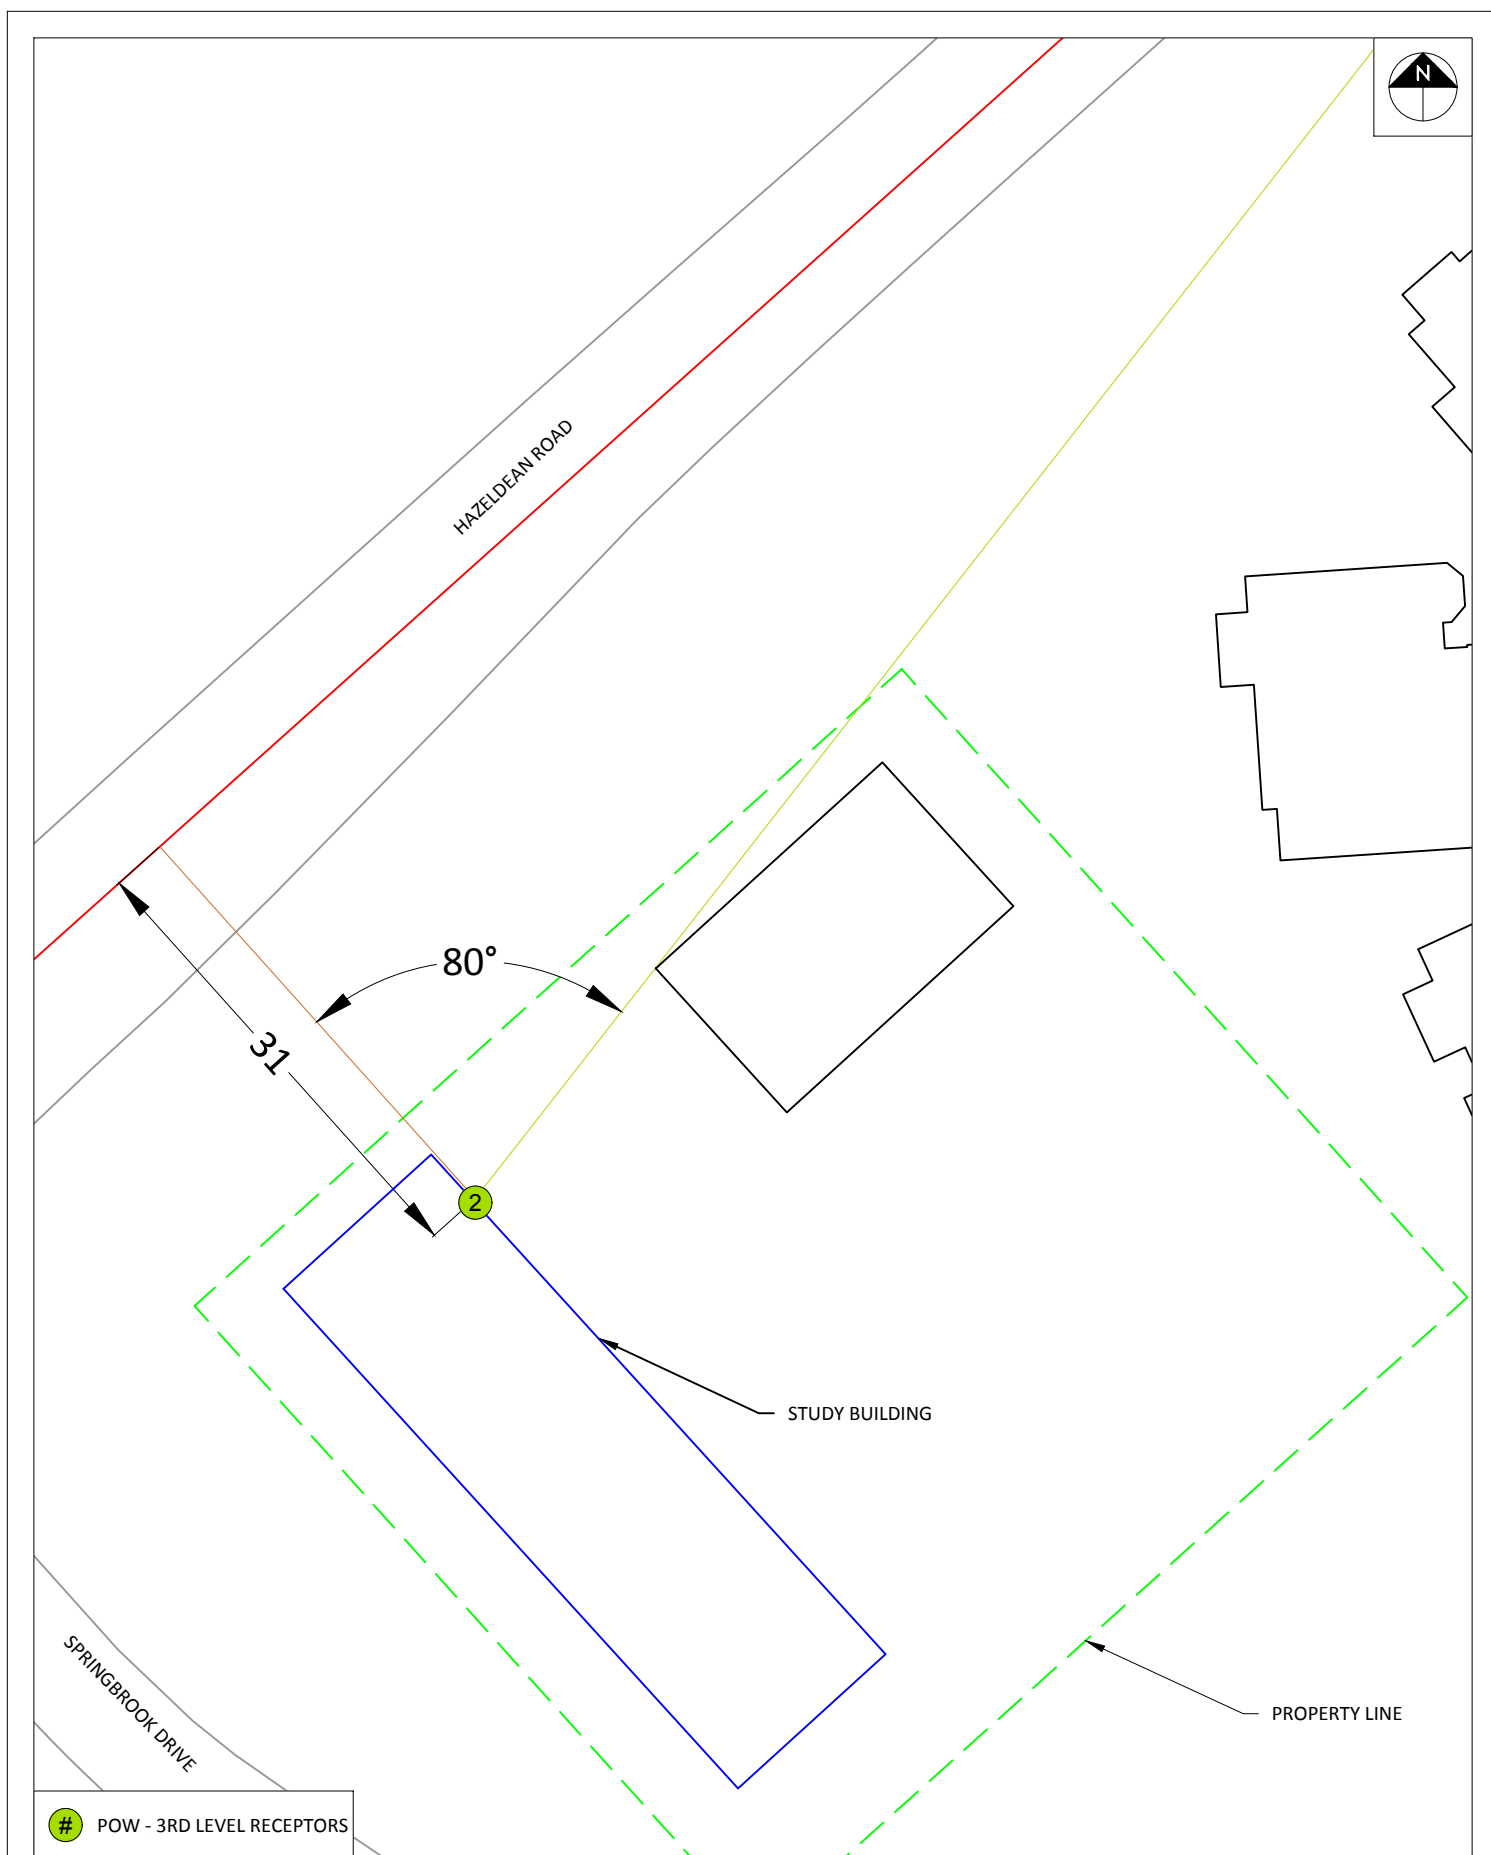 N
HAZELDEAN ROAD
80°
31
2
STUDY BUILDING
SPRINGBROOK DRIVE
PROPERTY LINE
# POW - 3RD LEVEL RECEPTORS